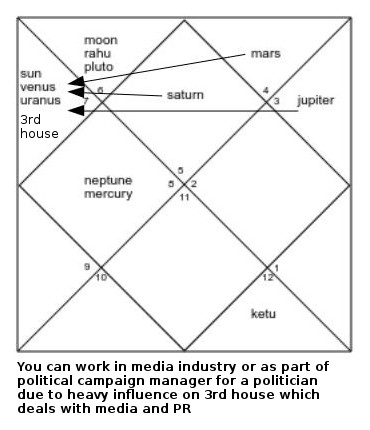 moon
rahu
pluto
mars
sun
venus
uranus
saturn
jupiter
6
7
4
3
3rd
house
5
8
2
11
neptune
mercury
9
10
1
12
ketu
You can work in media industry or as part of
political campaign manager for a politician
due to heavy influence on 3rd house which
deals with media and PR